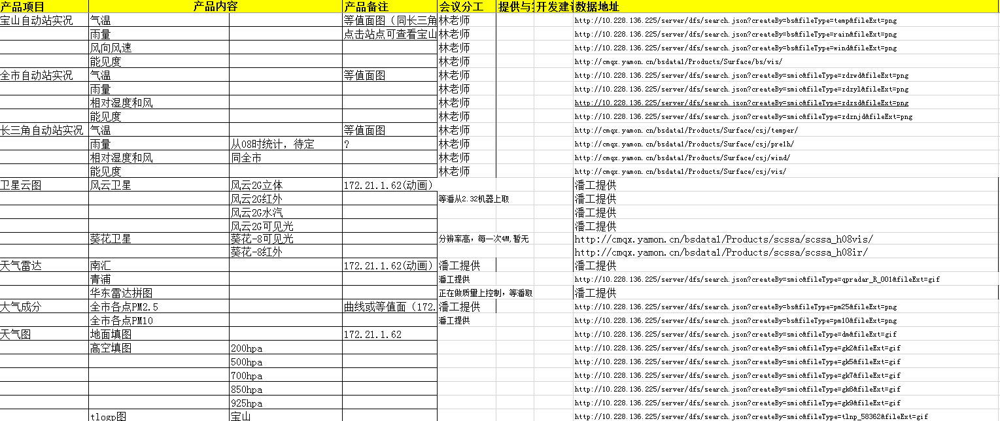 产品项目 产品内容 产品备注 会议分工 提供与 开发建 数据地址
宝山自动站实况 气温 等值面图（同长三角 林老师 http://10.228.136.225/server/dfs/search.json?createBy=bs&fileType=temp&fileExt=png
雨量 点击站点可查看宝山 林老师 http://10.228.136.225/server/dfs/search.json?createBy=bs&fileType=rain&fileExt=png
风向风速 林老师 http://10.228.136.225/server/dfs/search.json?createBy=bs&fileType=wind&fileExt=png
能见度 林老师 http://cmqx.yamon.cn/bsdata1/Products/Surface/bs/vis/
全市自动站实况 气温 等值面图 林老师 http://10.228.136.225/server/dfs/search.json?createBy=smic&fileType=zdzwd&fileExt=png
雨量 林老师 http://10.228.136.225/server/dfs/search.json?createBy=smic&fileType=zdzyl&fileExt=png
相对湿度和风 林老师 http://10.228.136.225/server/dfs/search.json?createBy=smic&fileType=zdzsd&fileExt=png
能见度 林老师 http://10.228.136.225/server/dfs/search.json?createBy=smic&fileType=zdznjd&fileExt=png
长三角自动站实况 气温 等值面图 林老师 http://cmqx.yamon.cn/bsdata1/Products/Surface/csj/temper/
雨量 从08时统计，待定 ? 林老师 http://cmqx.yamon.cn/bsdata1/Products/Surface/csj/pre1h/
相对湿度和风 同全市 林老师 http://cmqx.yamon.cn/bsdata1/Products/Surface/csj/wind/
能见度 林老师 http://cmqx.yamon.cn/bsdata1/Products/Surface/csj/vis/
卫星云图 风云卫星 风云2G立体 172.21.1.62(动画) 潘工提供
风云2G红外 等潘从2.32机器上取 潘工提供
风云2G水汽 潘工提供
风云2G可见光 潘工提供
葵花卫星 葵花-8可见光 分辨率高，每一次4M,暂无 http://cmqx.yamon.cn/bsdata1/Products/scssa/scssa_h08vis/
葵花-8红外 http://cmqx.yamon.cn/bsdata1/Products/scssa/scssa_h08ir/
天气雷达 南汇 172.21.1.62(动画) 潘工提供 潘工提供
青浦 潘工提供 http://10.228.136.225/server/dfs/search.json?createBy=smic&fileType=qpradar_R_001&fileExt=gif
华东雷达拼图 正在做质量上控制，等潘取 潘工提供
大气成分 全市各点PM2.5 曲线或等值面（172. 潘工提供 http://10.228.136.225/server/dfs/search.json?createBy=bs&fileType=pm25&fileExt=png
全市各点PM10 潘工提供 http://10.228.136.225/server/dfs/search.json?createBy=bs&fileType=pm10&fileExt=png
天气图 地面填图 172.21.1.62 http://10.228.136.225/server/dfs/search.json?createBy=smic&fileType=dm&fileExt=gif
高空填图 200hpa http://10.228.136.225/server/dfs/search.json?createBy=smic&fileType=gk2&fileExt=gif
500hpa http://10.228.136.225/server/dfs/search.json?createBy=smic&fileType=gk5&fileExt=gif
700hpa http://10.228.136.225/server/dfs/search.json?createBy=smic&fileType=gk7&fileExt=gif
850hpa http://10.228.136.225/server/dfs/search.json?createBy=smic&fileType=gk8&fileExt=gif
925hpa http://10.228.136.225/server/dfs/search.json?createBy=smic&fileType=gk9&fileExt=gif
tlogp图 宝山 http://10.228.136.225/server/dfs/search.json?createBy=smic&fileType=tlnp_58362&fileExt=gif